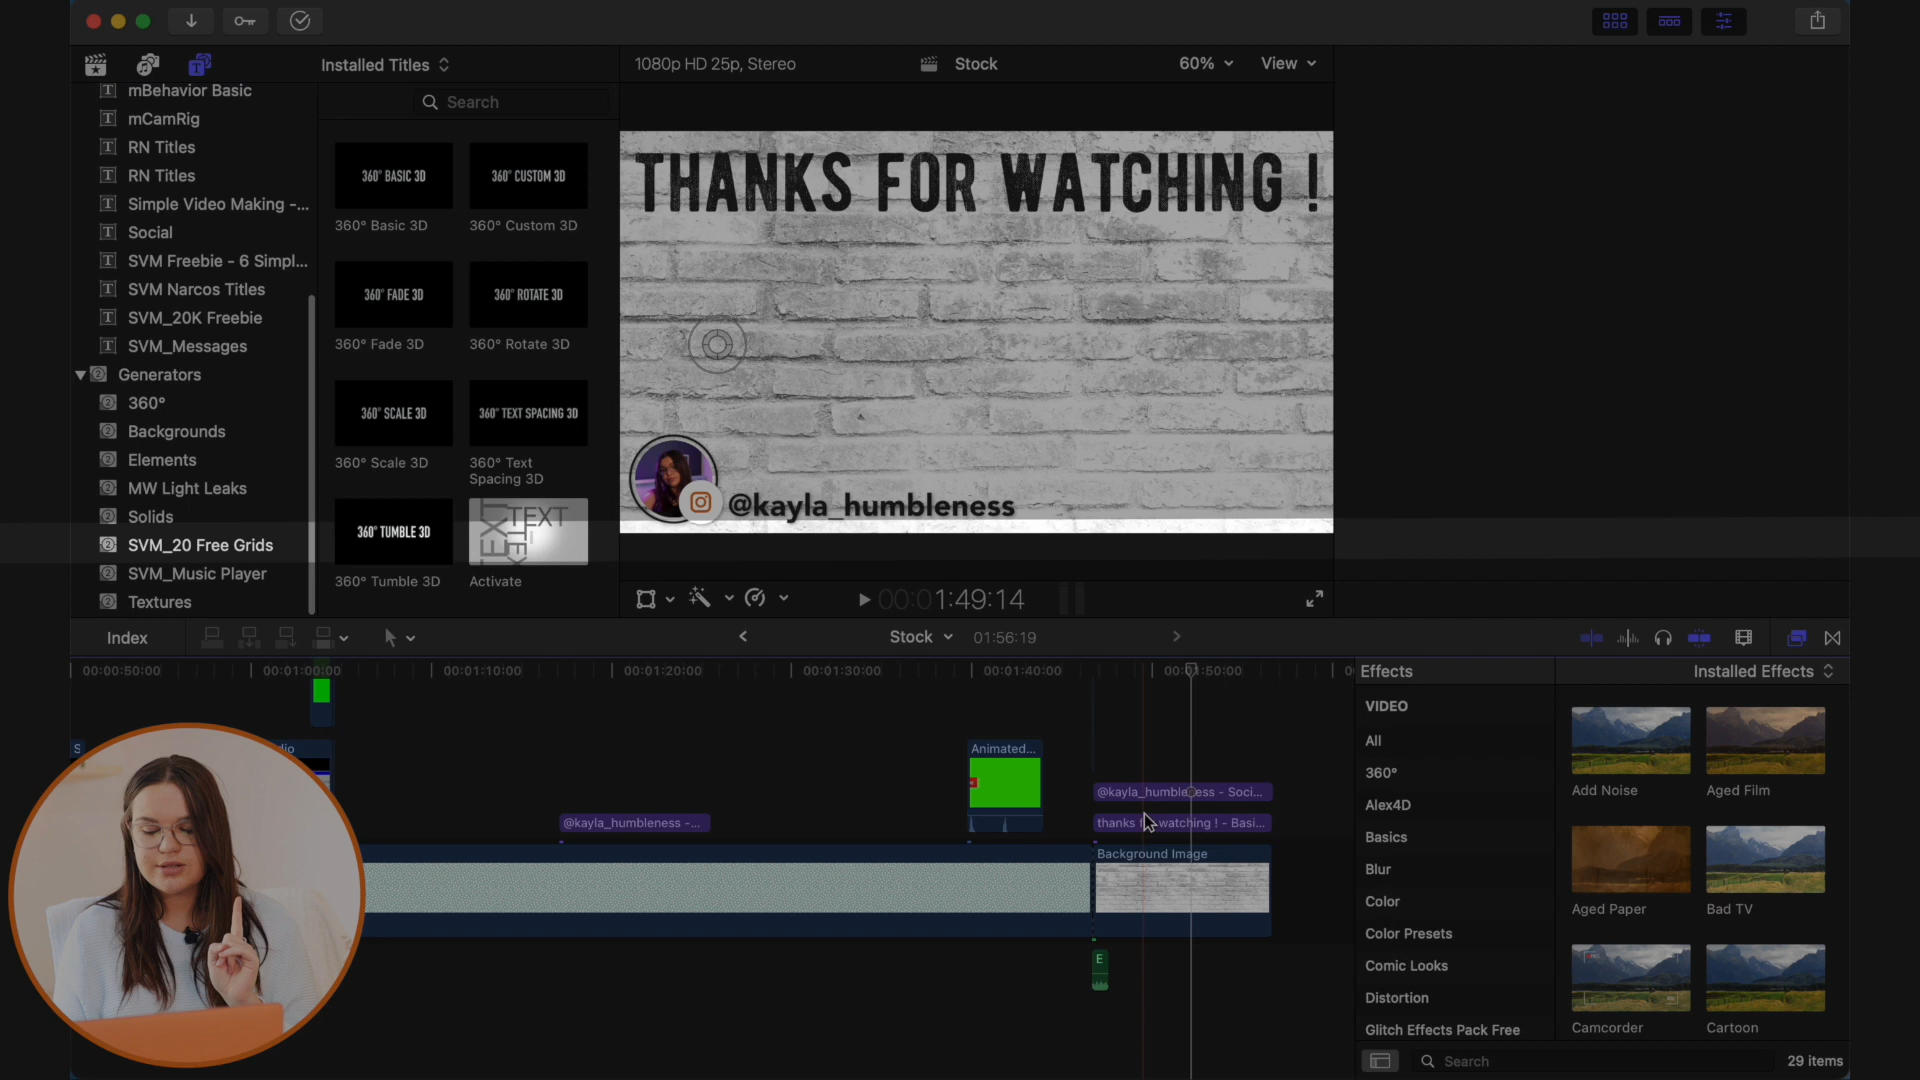 Installed Titles
1080p HD 25p, Stereo
Stock
60%
View
Search
mBehavior Basic
mCamRig
RN Titles
RN Titles
Simple Video Making -...
Social
SVM Freebie - 6 Simpl...
SVM Narcos Titles
SVM_20K Freebie
SVM_Messages
Generators
360°
Backgrounds
Elements
MW Light Leaks
Solids
SVM_20 Free Grids
SVM_Music Player
Textures
360° BASIC 3D
360° CUSTOM 3D
360° Basic 3D
360° Custom 3D
360° FADE 3D
360° ROTATE 3D
360° Fade 3D
360° Rotate 3D
360° SCALE 3D
360° TEXT SPACING 3D
360° Scale 3D
360° Text
Spacing 3D
360° TUMBLE 3D
TEXT
TEXT
360° Tumble 3D
Activate
THANKS FOR WATCHING !
@kayla_humbleness
00:01:49:14
Index
Stock
01:56:19
00:00:50:00
00:01:00:00
00:01:10:00
00:01:20:00
00:01:30:00
00:01:40:00
00:01:50:00
S
dio
Animated...
@kayla_humbleness - Soci...
@kayla_humbleness -...
thanks for watching ! - Basi...
Background Image
E
Effects
Installed Effects
VIDEO
All
360°
Alex4D
Basics
Blur
Color
Color Presets
Comic Looks
Distortion
Glitch Effects Pack Free
Add Noise
Aged Film
Aged Paper
Bad TV
Camcorder
Cartoon
Search
29 items